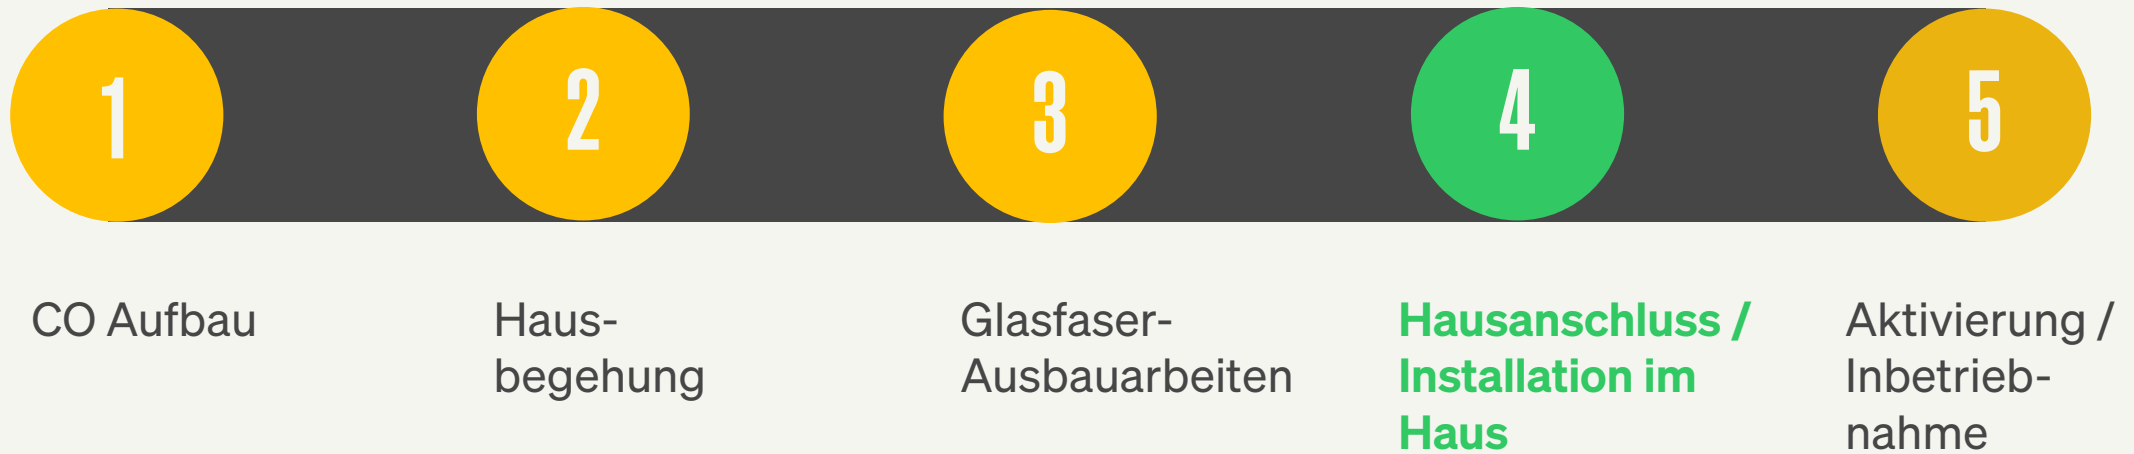 1
2
3
4
5
CO Aufbau
Haus-
begehung
Glasfaser-
Ausbauarbeiten
Hausanschluss /
Installation im
Haus
Aktivierung /
Inbetrieb-
nahme